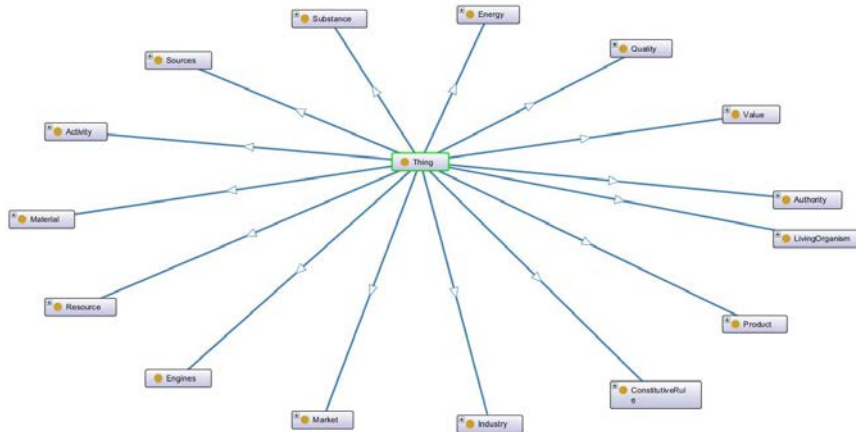 Substance
Energy
Sources
Quality
Activity
Value
Thing
Material
Authority
LivingOrganism
Resource
Product
Engines
ConstitutiveRul
e
Market
Industry